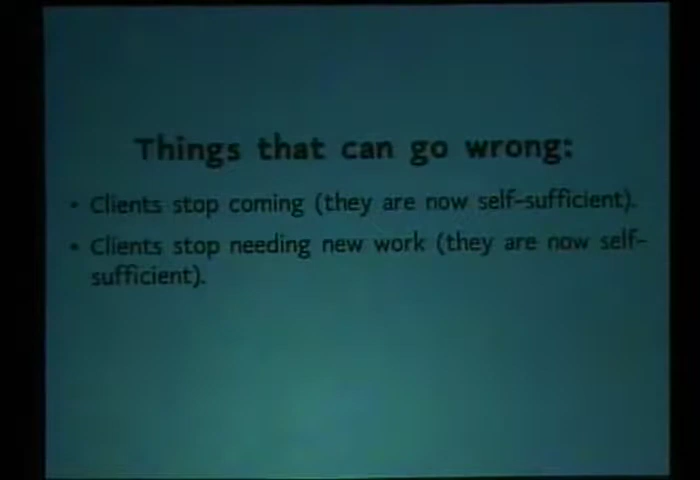 Things that can go wrong:
• Clients stop coming (they are now self-sufficient).
• Clients stop needing new work (they are now self-
sufficient).